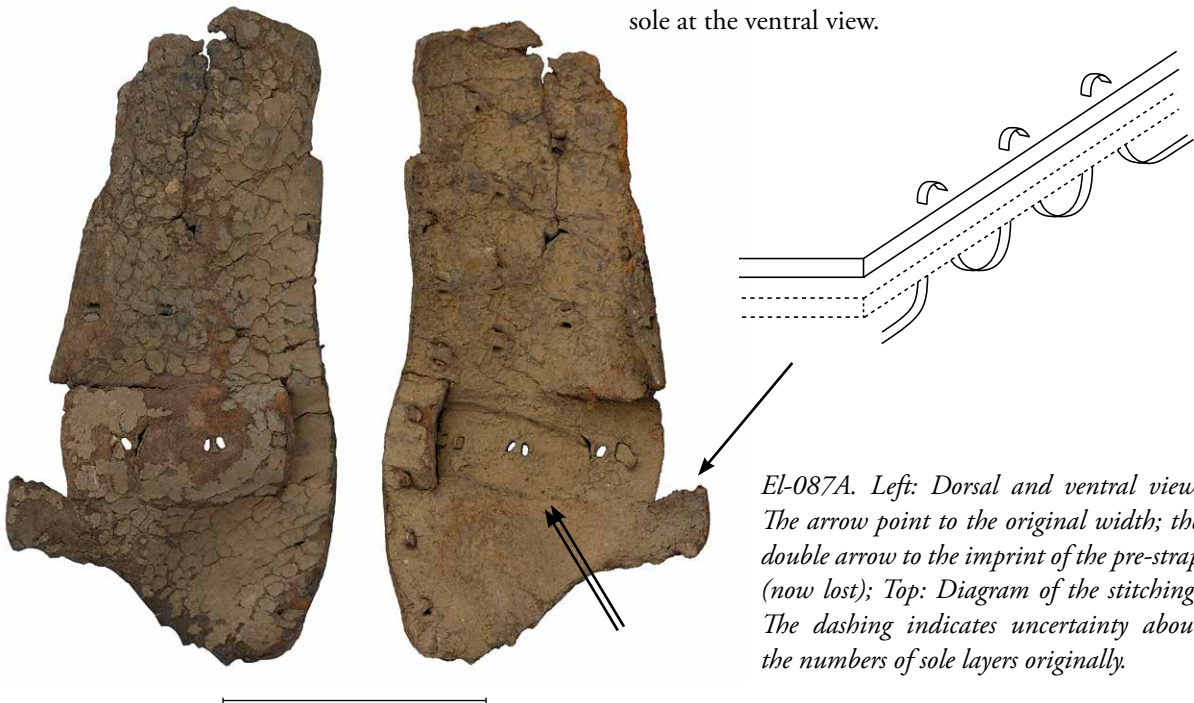 sole at the ventral view.
El-087A. Left: Dorsal and ventral view
The arrow point to the original width; the
double arrow to the imprint of the pre-strap
(now lost); Top: Diagram of the stitching
The dashing indicates uncertainty abou
the numbers of sole layers originally.